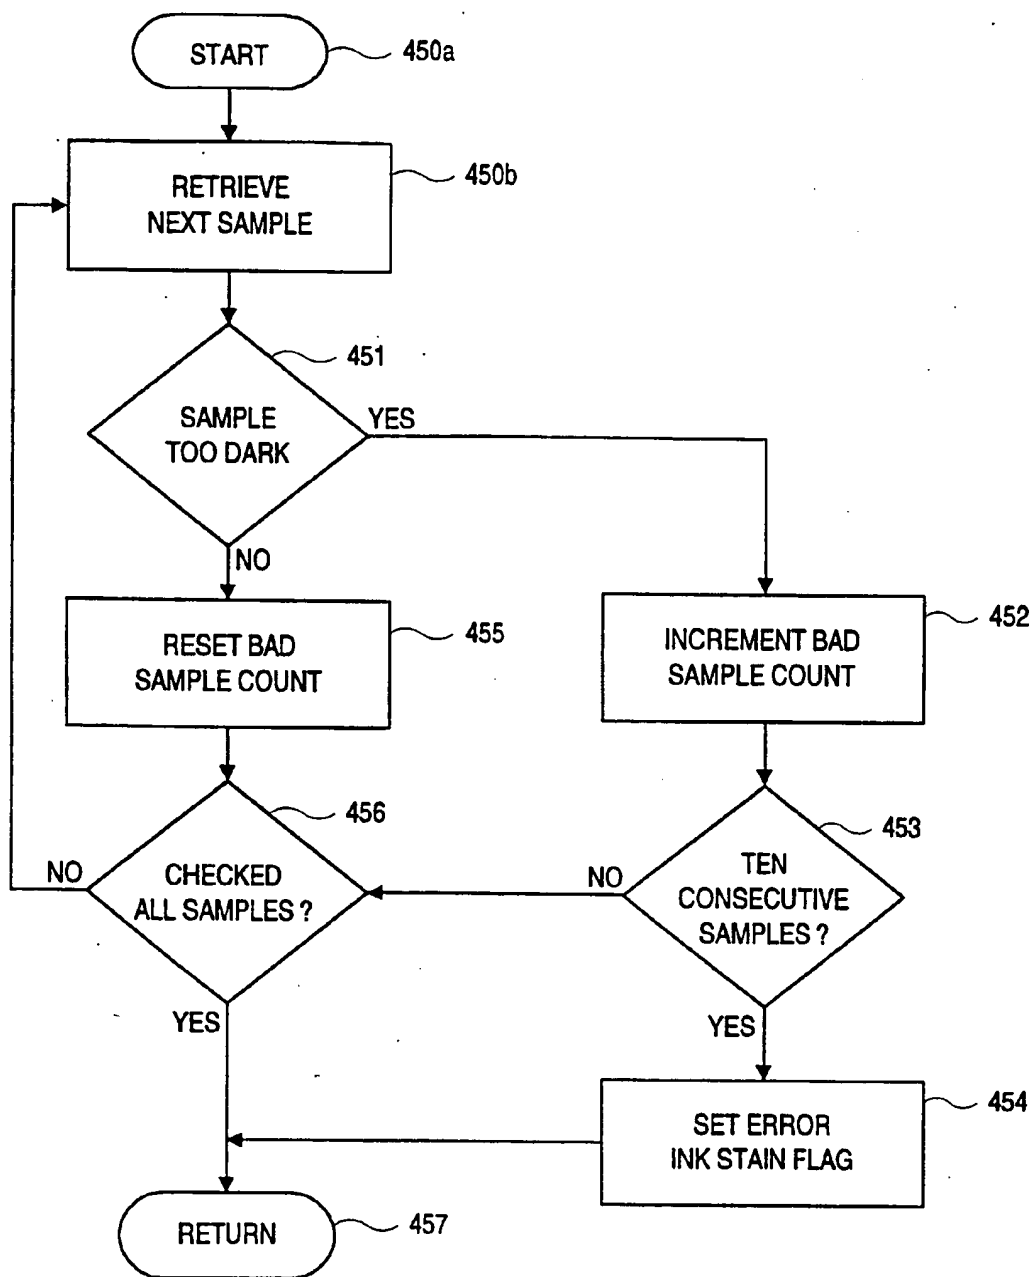 START
450a
RETRIEVE
NEXT SAMPLE
450b
451
SAMPLE
TOO DARK
YES
NO
RESET BAD
SAMPLE COUNT
455
INCREMENT BAD
SAMPLE COUNT
452
456
CHECKED
ALL SAMPLES ?
NO
YES
453
TEN
CONSECUTIVE
SAMPLES ?
NO
YES
SET ERROR
INK STAIN FLAG
454
RETURN
457